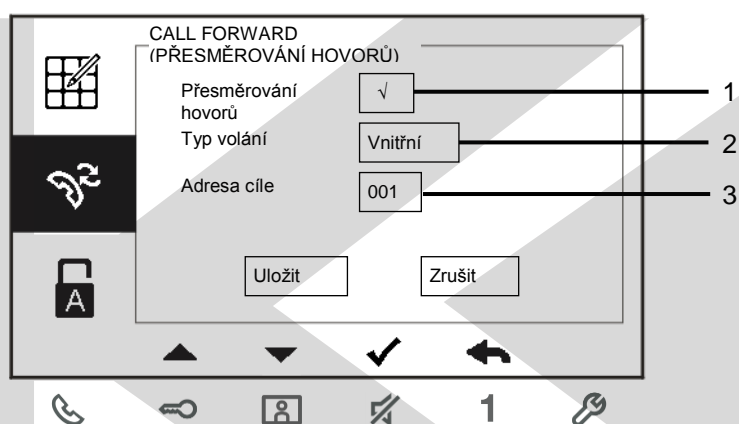 CALL FORWARD
(PŘESMĚROVÁNÍ HOVORŮ)
Přesměrování
hovorů
√
1
Typ volání
Vnitřní
2
Adresa cíle
001
3
Uložit
Zrušit
A
1